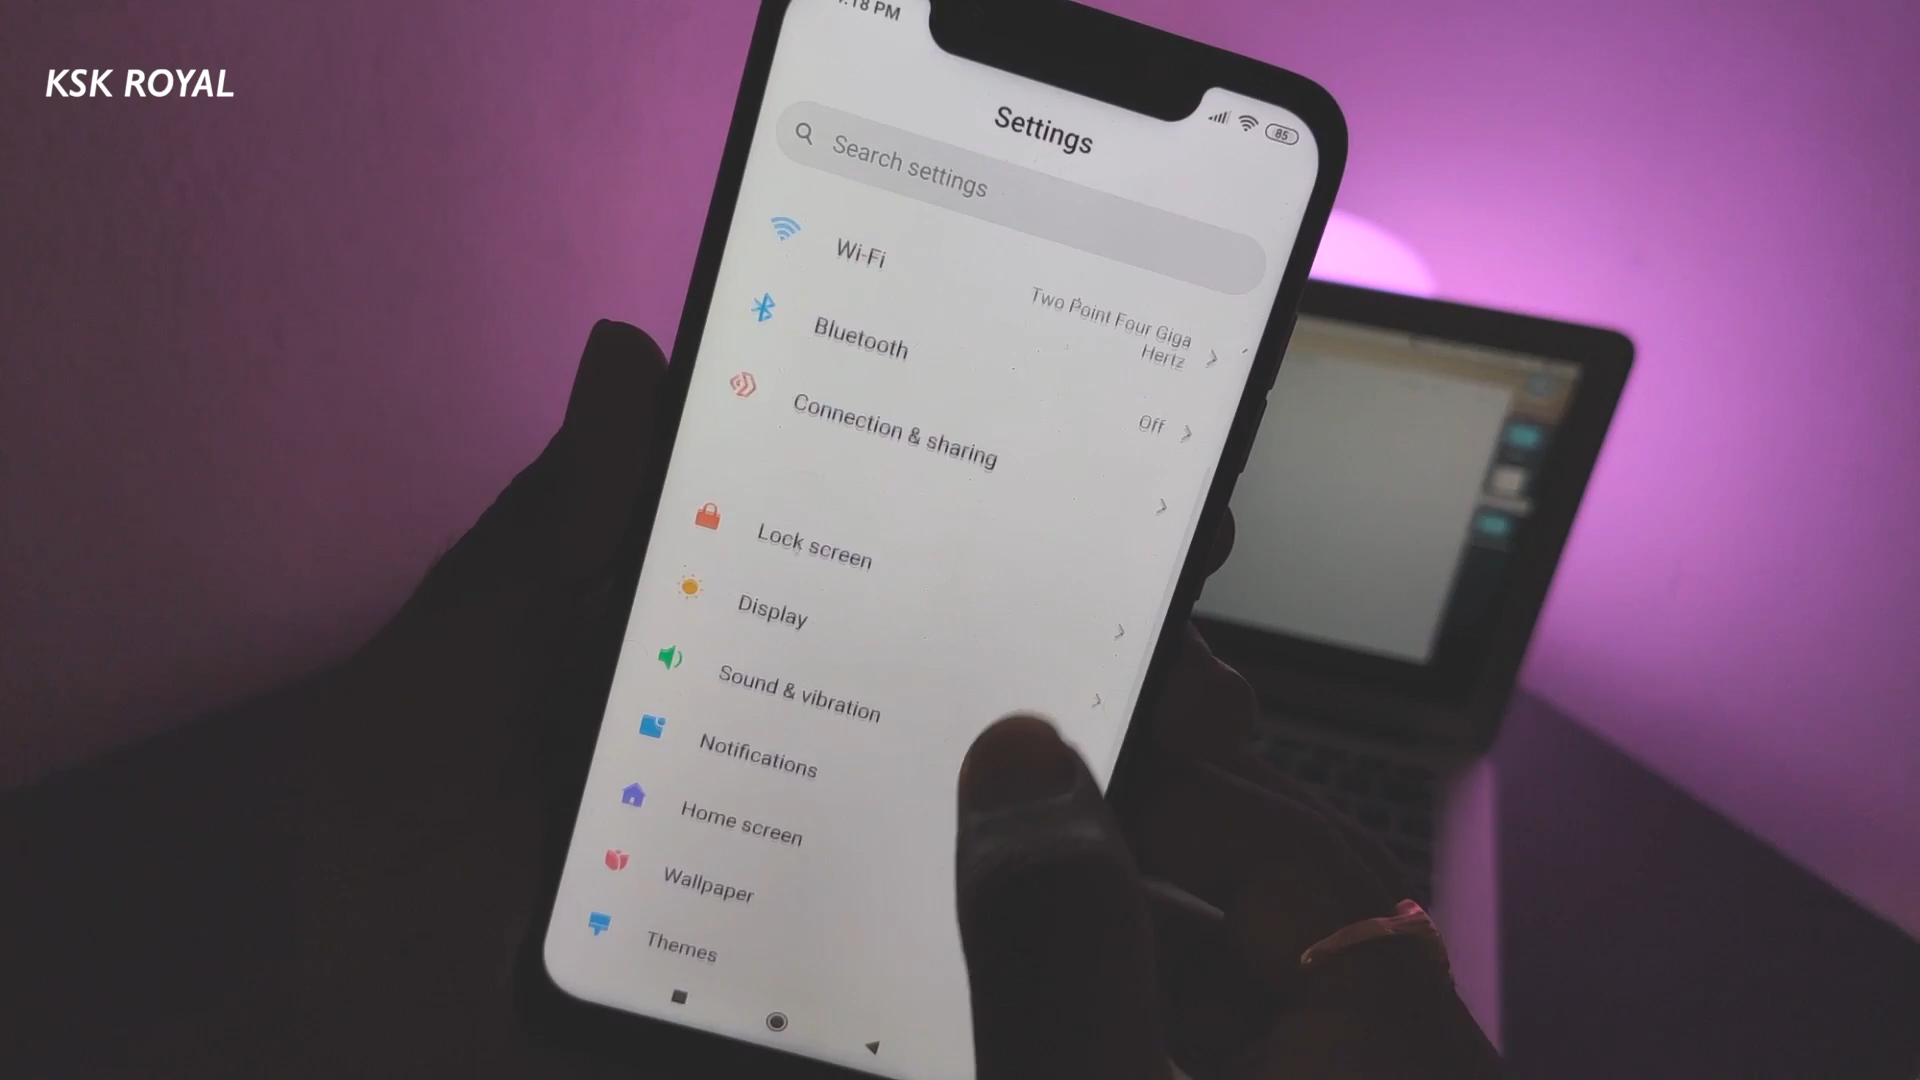 KSK ROYAL
:18 PM
85
Settings
Search settings
Wi-Fi
Two Point Four Giga
Hertz
Bluetooth
Off
Connection & sharing
Lock screen
Display
Sound & vibration
Notifications
Home screen
Wallpaper
Themes